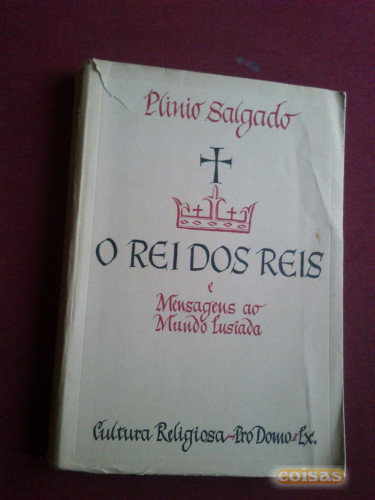 Plinio Salgado
O REI DOS REIS
e
Mensagens ao
Mundo Lusíada
Cultura Religiosa - Pro Domo - Lx.
coisas